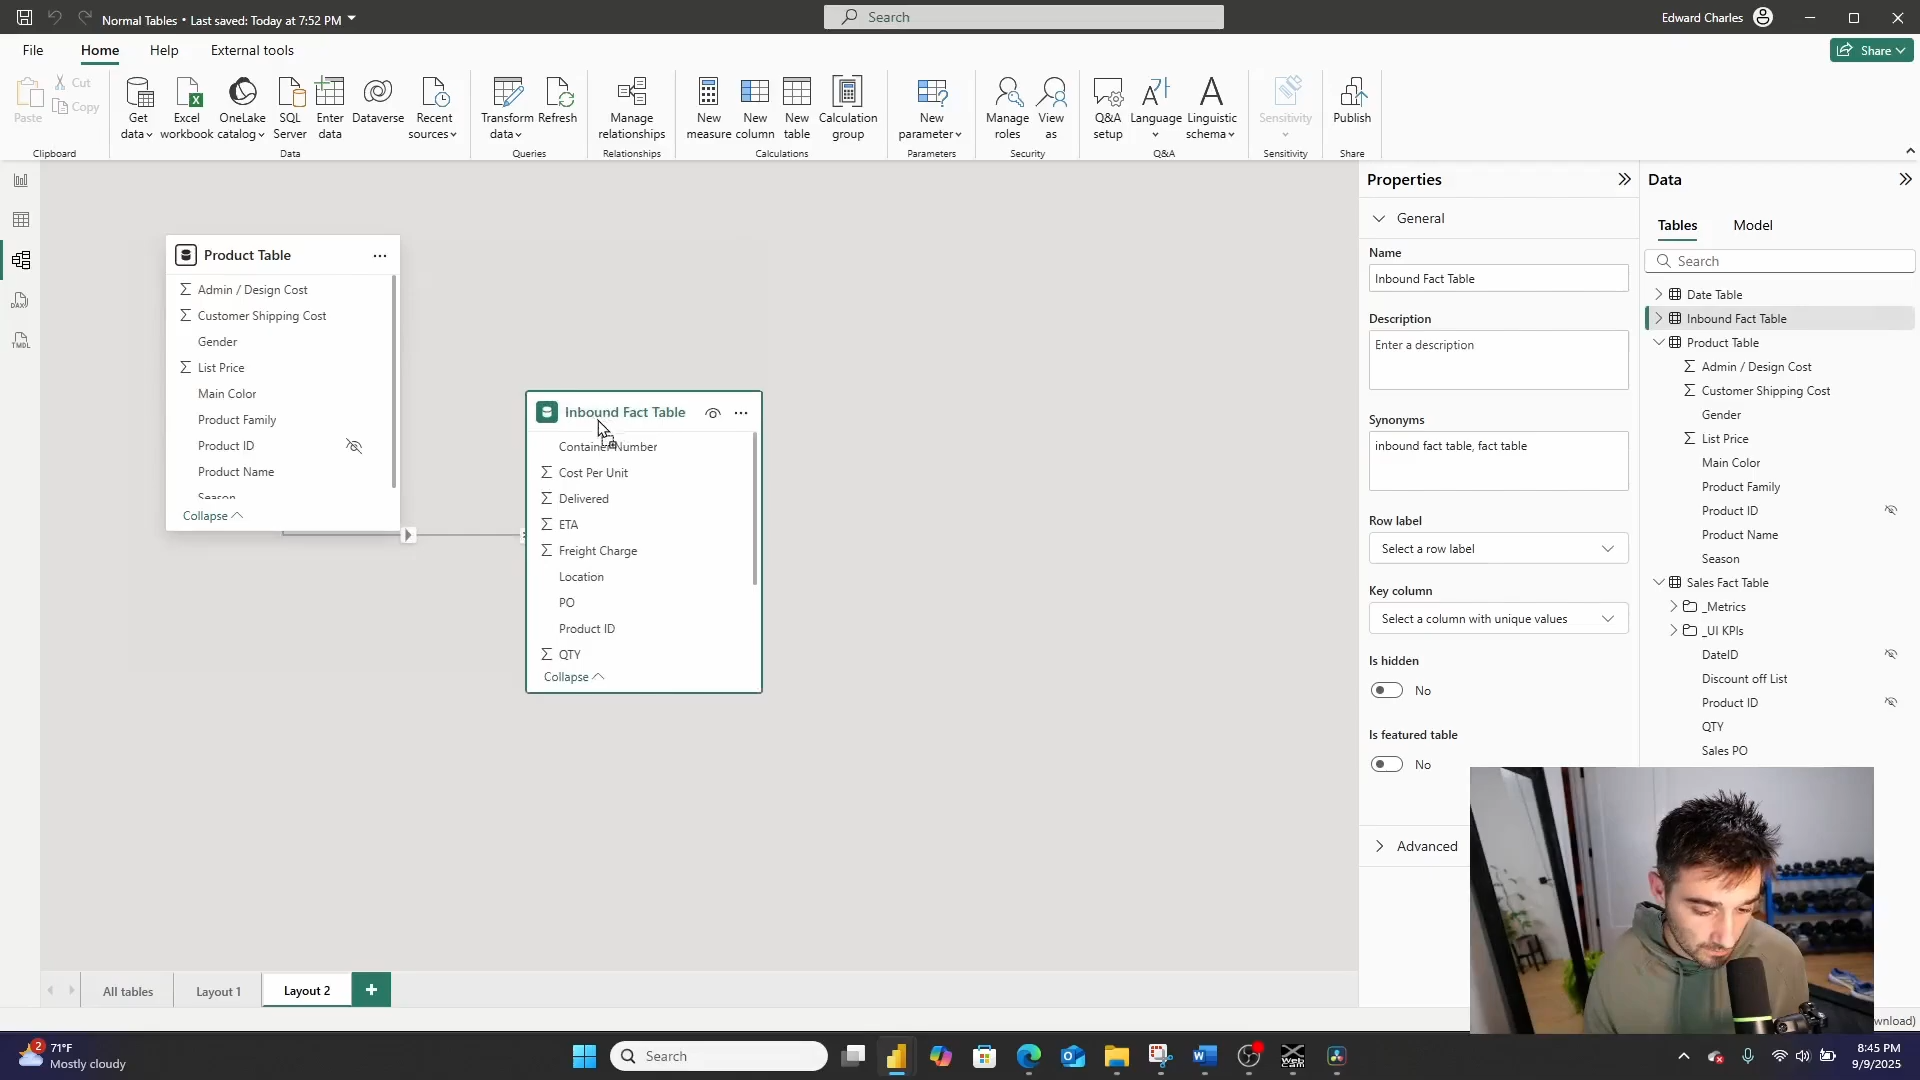 Normal Tables • Last saved: Today at 7:52 PM
Search
Edward Charles
File
Home
Help
External tools
Share
Paste
Cut
Copy
Clipboard
Get data
Excel workbook
OneLake catalog
SQL Server
Enter data
Dataverse
Recent sources
Data
Transform data
Refresh
Queries
Manage relationships
Relationships
New measure
New column
New table
Calculation group
Calculations
New parameter
Parameters
Manage roles
View as
Security
Q&A setup
Language
Linguistic schema
Q&A
Sensitivity
Sensitivity
Publish
Share
DAX
TMDL
Product Table
Admin / Design Cost
Customer Shipping Cost
Gender
List Price
Main Color
Product Family
Product ID
Product Name
Season
Collapse
Inbound Fact Table
Container Number
Cost Per Unit
Delivered
ETA
Freight Charge
Location
PO
Product ID
QTY
Collapse
Properties
General
Name
Inbound Fact Table
Description
Enter a description
Synonyms
inbound fact table, fact table
Row label
Select a row label
Key column
Select a column with unique values
Is hidden
No
Is featured table
No
Advanced
Data
Tables
Model
Search
Date Table
Inbound Fact Table
Product Table
Admin / Design Cost
Customer Shipping Cost
Gender
List Price
Main Color
Product Family
Product ID
Product Name
Season
Sales Fact Table
_Metrics
_UI KPIs
DateID
Discount off List
Product ID
QTY
Sales PO
All tables
Layout 1
Layout 2
wnload)
2
71°F
Mostly cloudy
Search
8:45 PM
9/9/2025